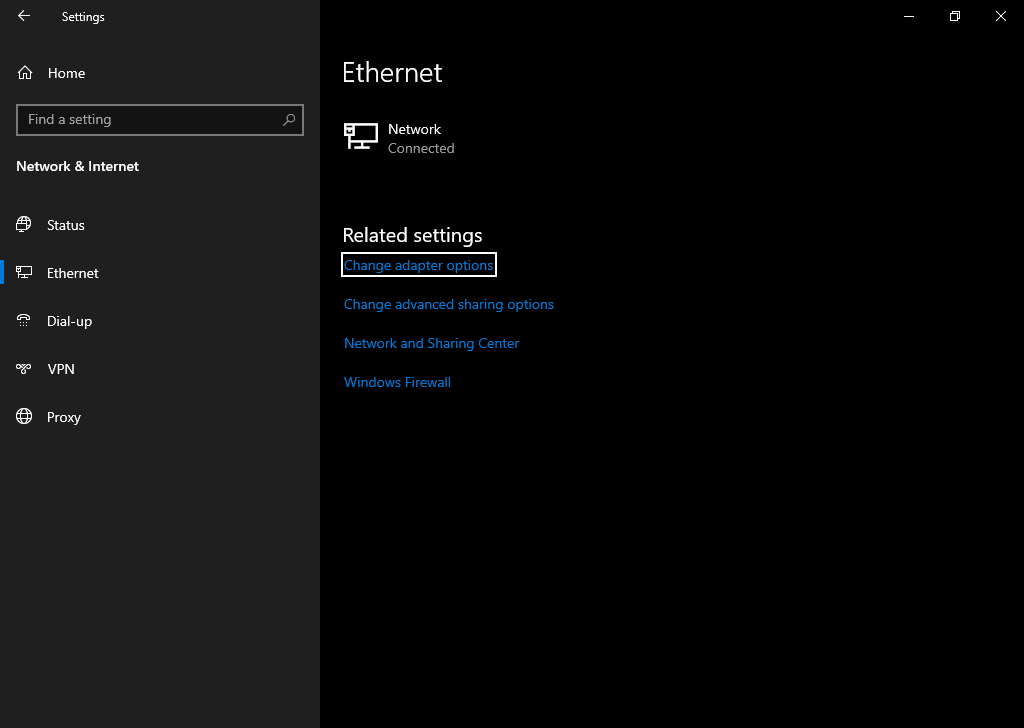 Settings
Home
Find a setting
Network & Internet
Status
Ethernet
Dial-up
VPN
Proxy
Ethernet
Network
Connected
Related settings
Change adapter options
Change advanced sharing options
Network and Sharing Center
Windows Firewall